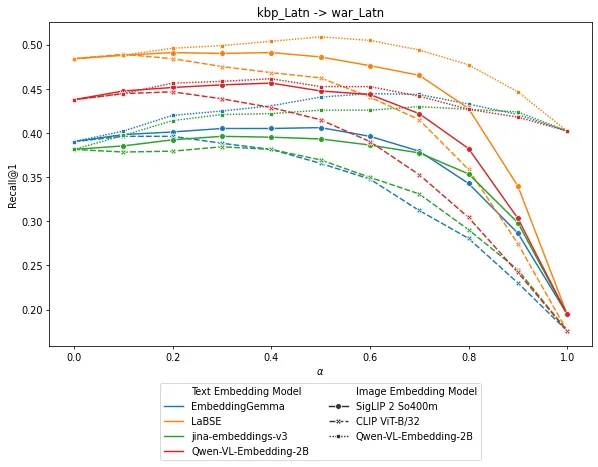 kbp_Latn -> war_Latn
Recall@1
0.50
0.45
0.40
0.35
0.30
0.25
0.20
0.0 0.2 0.4 0.6 0.8 1.0
α
Text Embedding Model
EmbeddingGemma
LaBSE
jina-embeddings-v3
Qwen-VL-Embedding-2B
Image Embedding Model
SigLIP 2 So400m
CLIP ViT-B/32
Qwen-VL-Embedding-2B